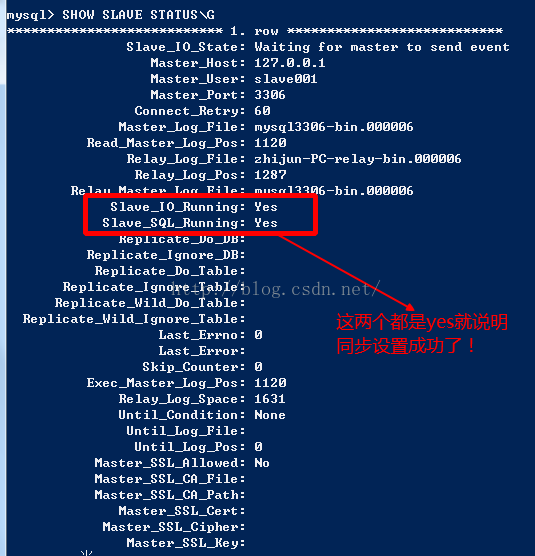 mysql> SHOW SLAVE STATUS\G
*************************** 1. row ***************************
Slave_IO_State: Waiting for master to send event
Master_Host: 127.0.0.1
Master_User: slave001
Master_Port: 3306
Connect_Retry: 60
Master_Log_File: mysql3306-bin.000006
Read_Master_Log_Pos: 1120
Relay_Log_File: zhijun-PC-relay-bin.000006
Relay_Log_Pos: 1287
Relay_Master_Log_File: mysql3306-bin.000006
Slave_IO_Running: Yes
Slave_SQL_Running: Yes
Replicate_Do_DB:
Replicate_Ignore_DB:
Replicate_Do_Table:
Replicate_Ignore_Table:
http://blog.csdn.net/
Replicate_Wild_Do_Table:
Replicate_Wild_Ignore_Table:
这两个都是yes就说明
同步设置成功了！
Last_Errno: 0
Last_Error:
Skip_Counter: 0
Exec_Master_Log_Pos: 1120
Relay_Log_Space: 1631
Until_Condition: None
Until_Log_File:
Until_Log_Pos: 0
Master_SSL_Allowed: No
Master_SSL_CA_File:
Master_SSL_CA_Path:
Master_SSL_Cert:
Master_SSL_Cipher:
Master_SSL_Key: